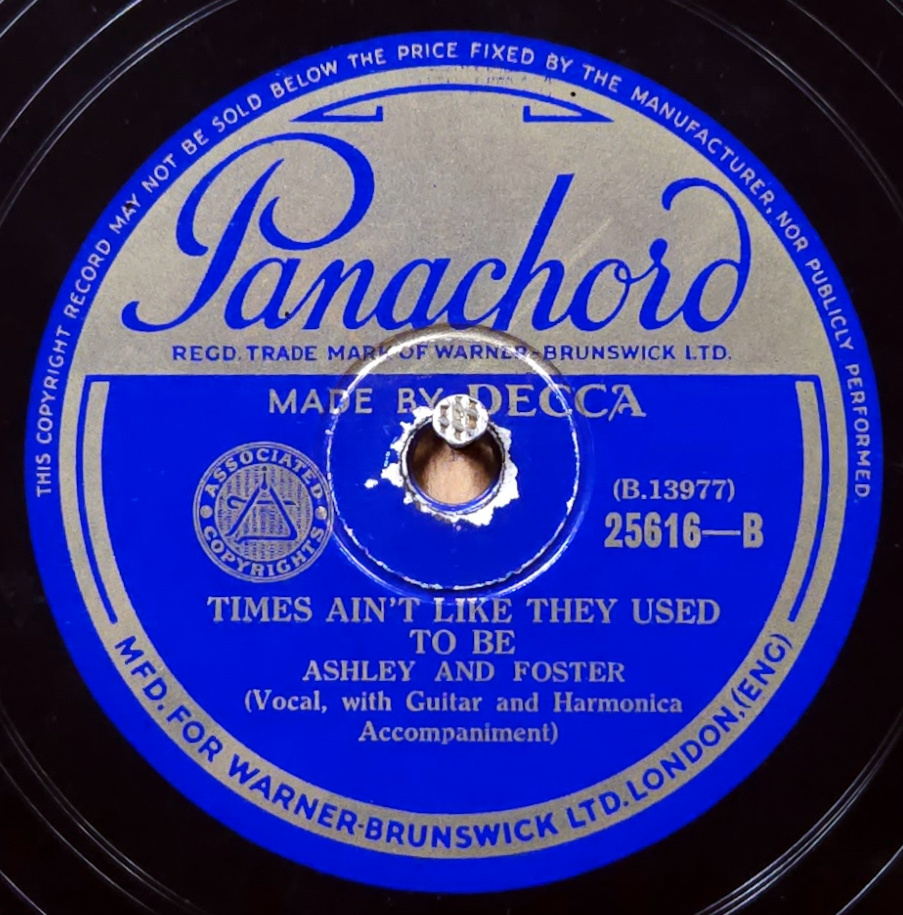 THIS COPYRIGHT RECORD MAY NOT BE SOLD BELOW THE PRICE FIXED BY THE MANUFACTURER, NOR PUBLICLY PERFORMED.
Panachord
REGD. TRADE MARK OF WARNER-BRUNSWICK LTD.
MADE BY DECCA
ASSOCIATED
COPYRIGHTS
(B.13977)
25616—B
TIMES AIN'T LIKE THEY USED
TO BE
ASHLEY AND FOSTER
(Vocal, with Guitar and Harmonica
Accompaniment)
MFD. FOR WARNER-BRUNSWICK LTD. LONDON, (ENG)